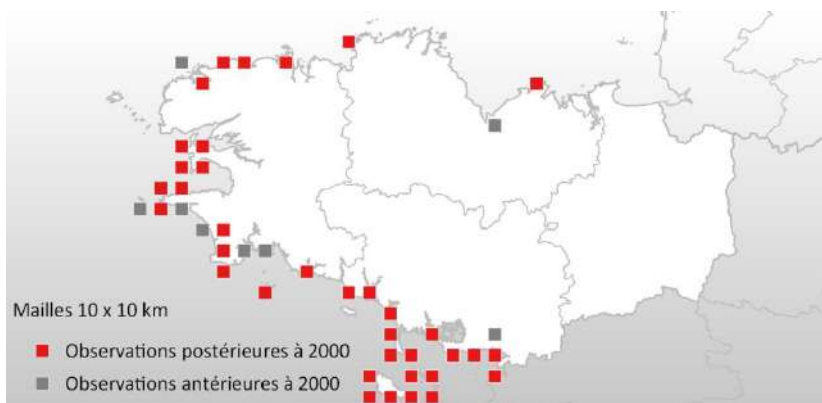 Mailles 10 x 10 km
Observations postérieures à 2000
Observations antérieures à 2000